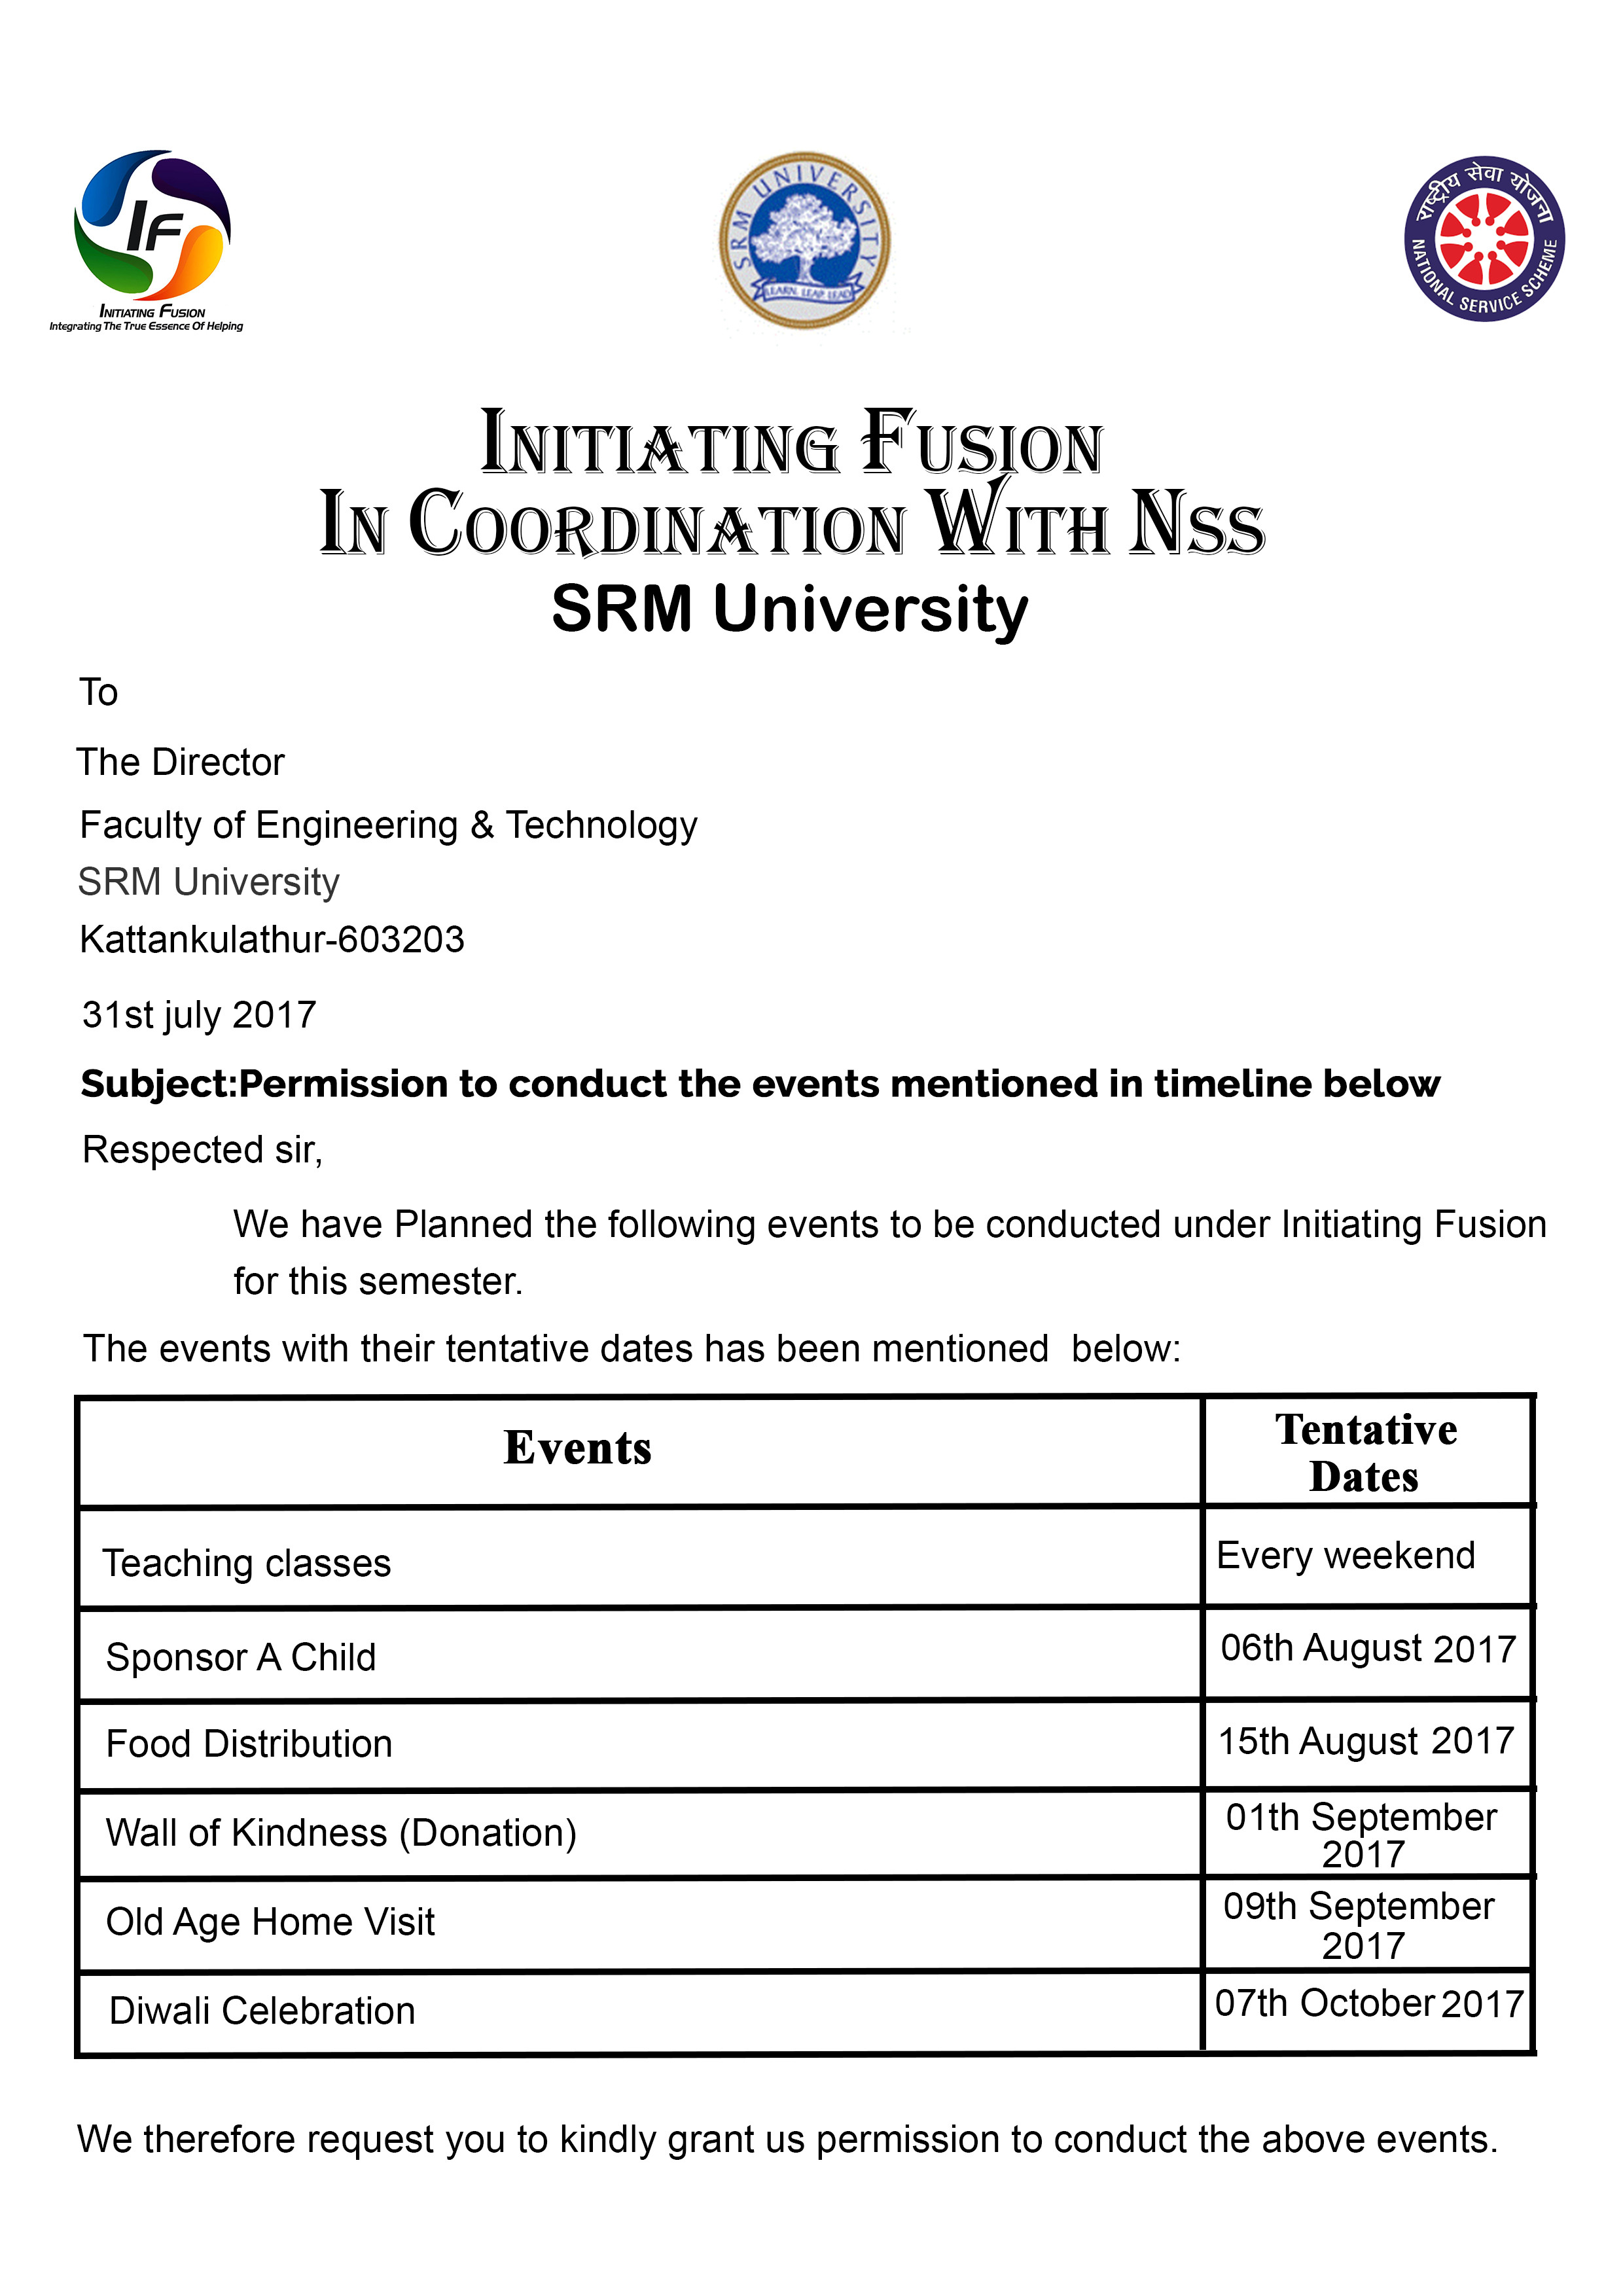 IF
INITIATING FUSION
Integrating The True Essence Of Helping
SRM UNIVERSITY
LEARN. LEAP. LEAD
राष्ट्रीय सेवा योजना
NATIONAL SERVICE SCHEME
INITIATING FUSION
IN COORDINATION WITH NSS
SRM University
To
The Director
Faculty of Engineering & Technology
SRM University
Kattankulathur-603203
31st july 2017
Subject:Permission to conduct the events mentioned in timeline below
Respected sir,
We have Planned the following events to be conducted under Initiating Fusion
for this semester.
The events with their tentative dates has been mentioned below:
Events
Tentative
Dates
Teaching classes
Every weekend
Sponsor A Child
06th August 2017
Food Distribution
15th August 2017
Wall of Kindness (Donation)
01th September
2017
Old Age Home Visit
09th September
2017
Diwali Celebration
07th October 2017
We therefore request you to kindly grant us permission to conduct the above events.